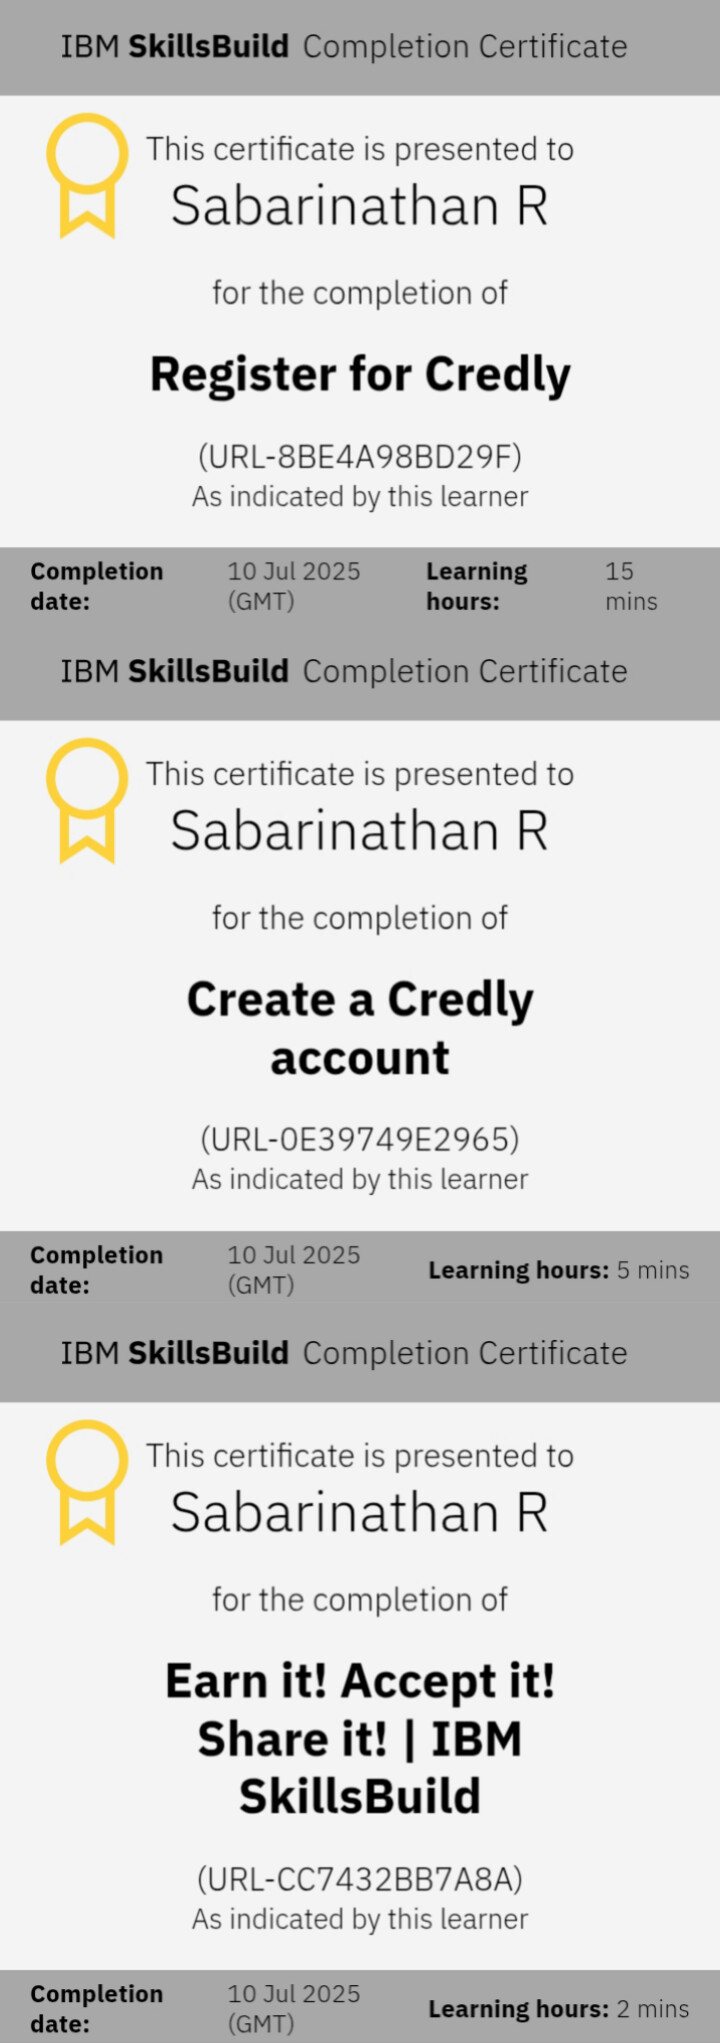 IBM SkillsBuild Completion Certificate
This certificate is presented to
Sabarinathan R
for the completion of
Register for Credly
(URL-8BE4A98BD29F)
As indicated by this learner
Completion date: 10 Jul 2025 (GMT) Learning hours: 15 mins
IBM SkillsBuild Completion Certificate
This certificate is presented to
Sabarinathan R
for the completion of
Create a Credly
account
(URL-0E39749E2965)
As indicated by this learner
Completion date: 10 Jul 2025 (GMT) Learning hours: 5 mins
IBM SkillsBuild Completion Certificate
This certificate is presented to
Sabarinathan R
for the completion of
Earn it! Accept it!
Share it! | IBM
SkillsBuild
(URL-CC7432BB7A8A)
As indicated by this learner
Completion date: 10 Jul 2025 (GMT) Learning hours: 2 mins